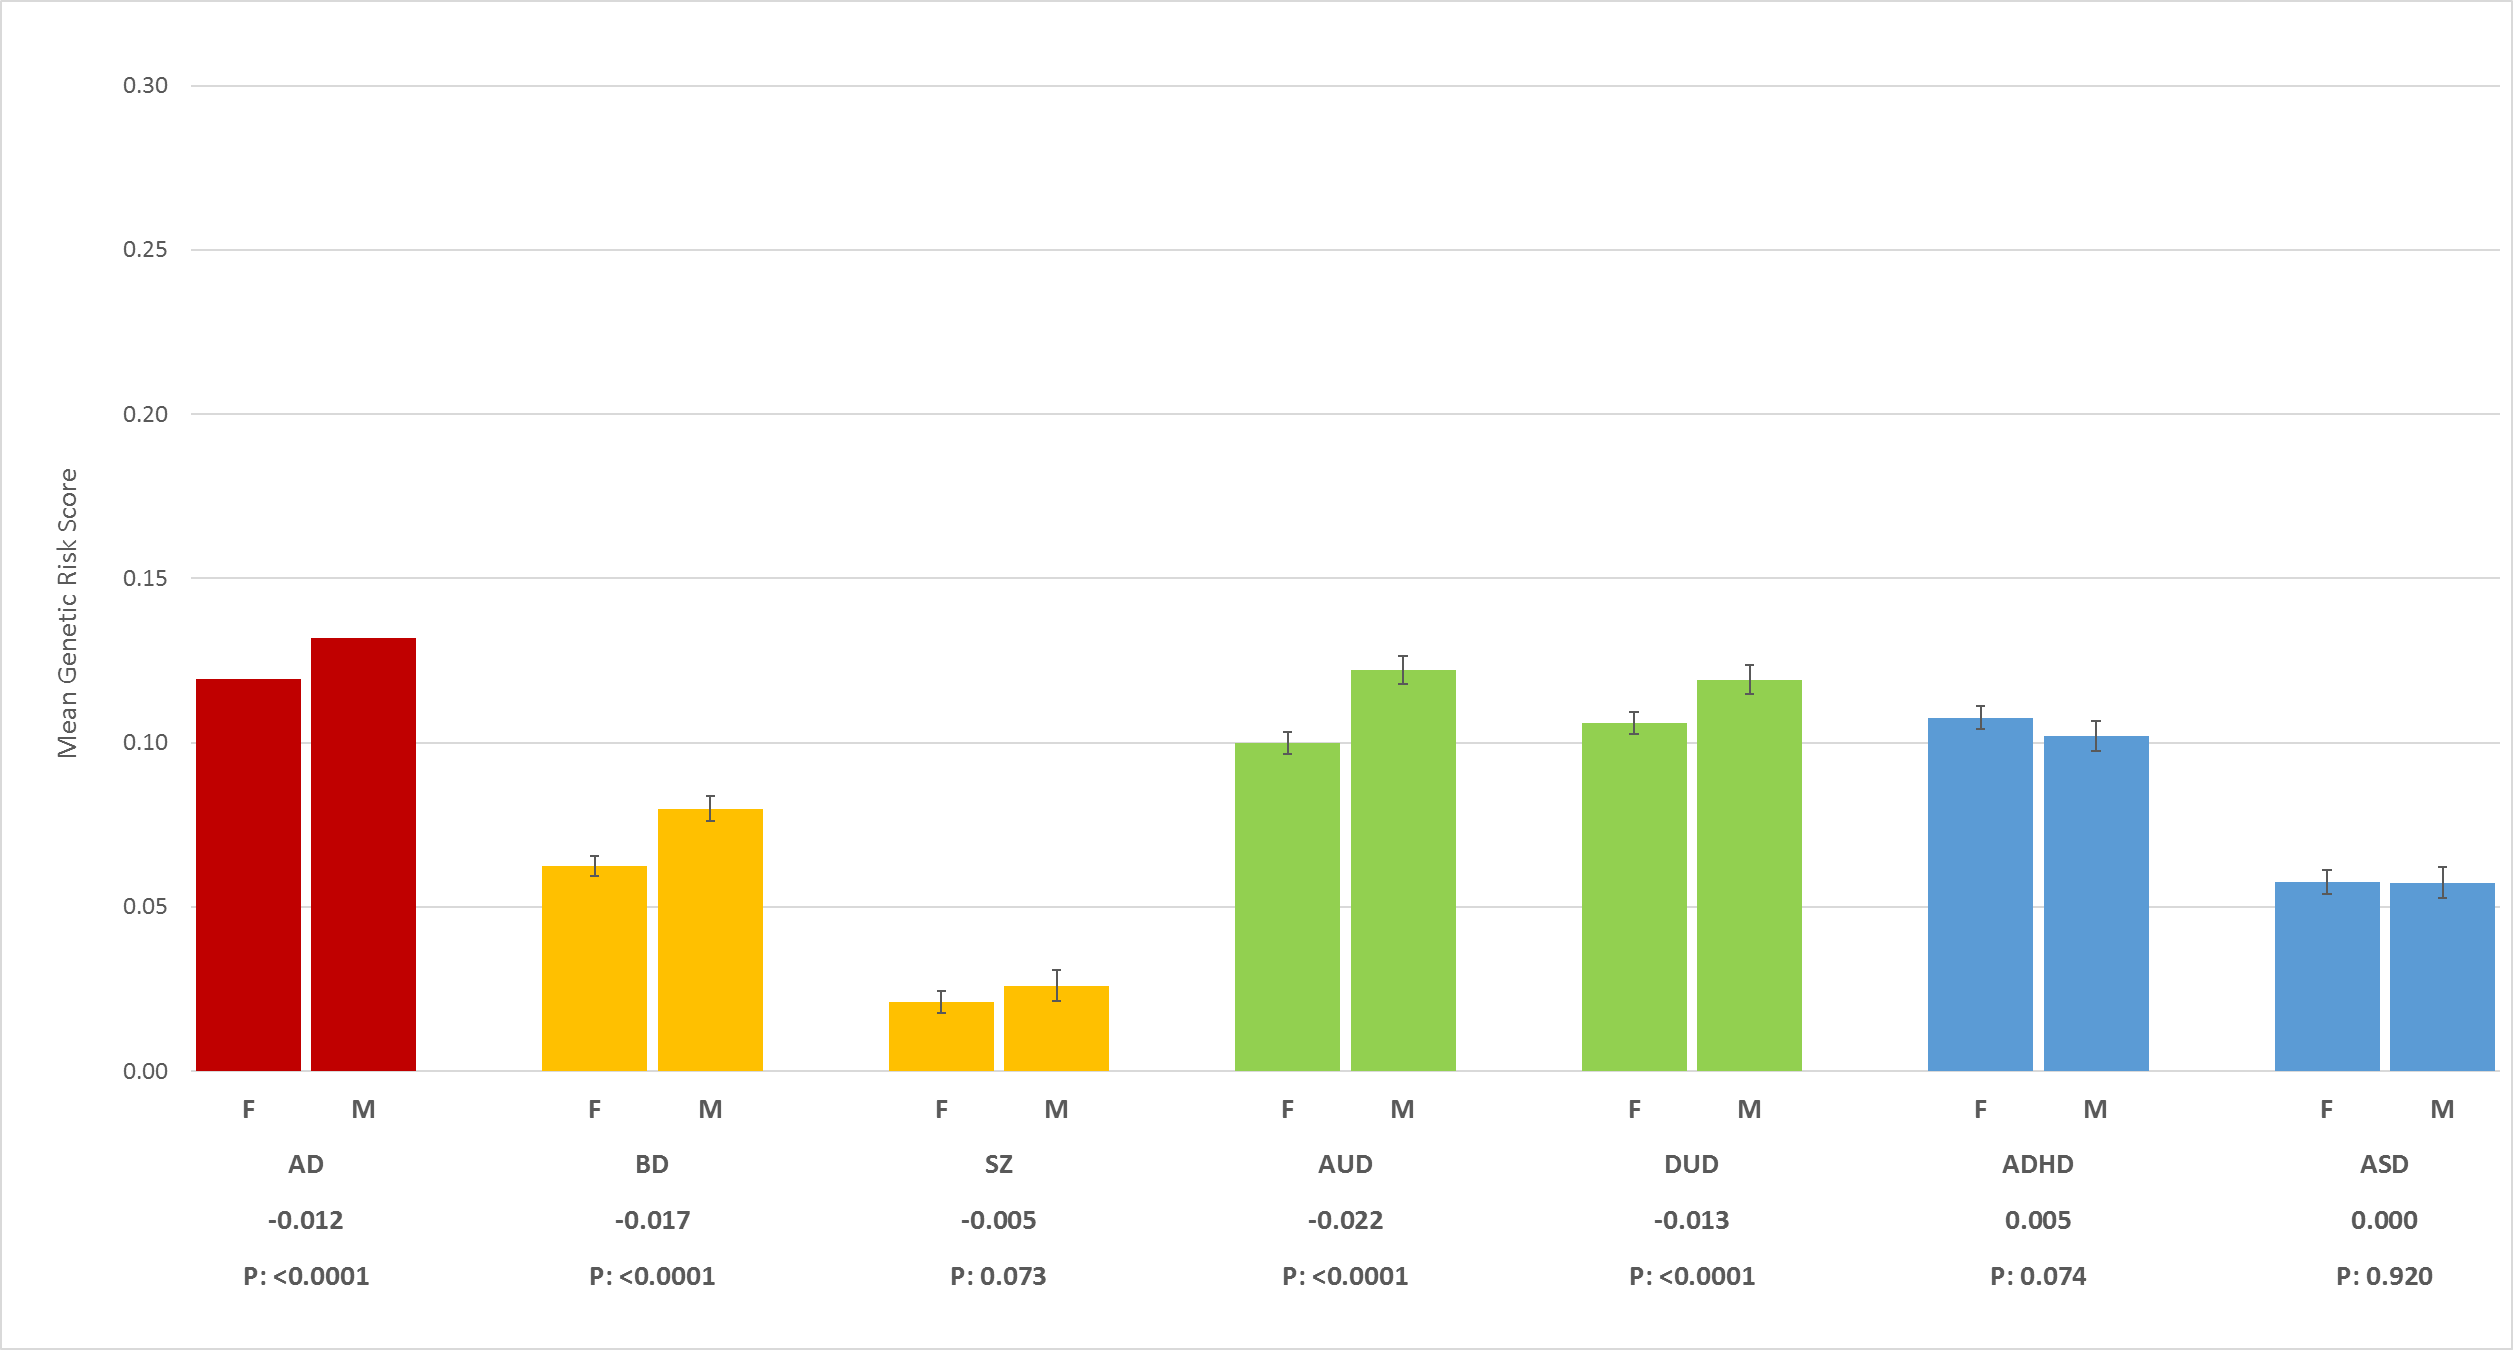 Mean Genetic Risk Score
0.30
0.25
0.20
0.15
0.10
0.05
0.00
F M F M F M F M F M F M F M
AD BD SZ AUD DUD ADHD ASD
-0.012 -0.017 -0.005 -0.022 -0.013 0.005 0.000
P: <0.0001 P: <0.0001 P: 0.073 P: <0.0001 P: <0.0001 P: 0.074 P: 0.920